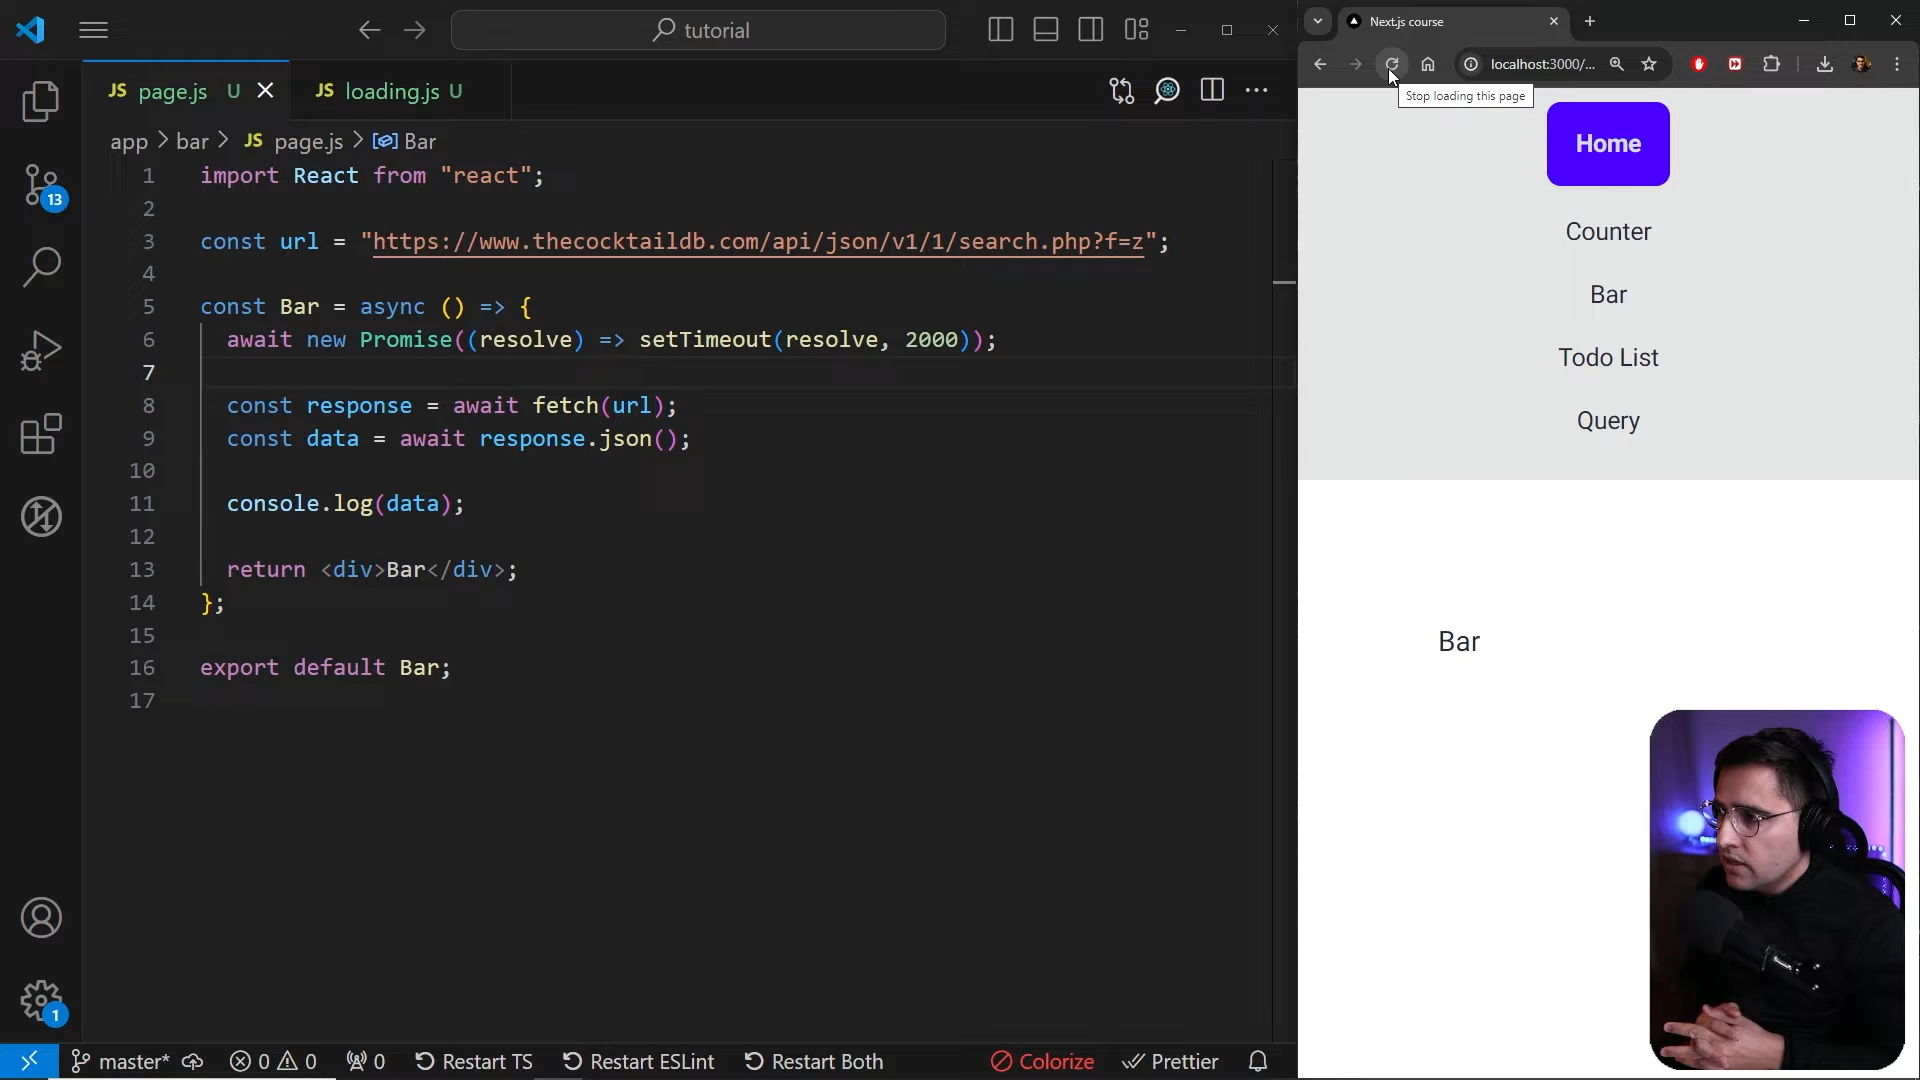 tutorial
JS page.js U
JS loading.js U
app > bar > JS page.js > Bar
1 import React from "react";
2
3 const url = "https://www.thecocktaildb.com/api/json/v1/1/search.php?f=z";
4
5 const Bar = async () => {
6 await new Promise((resolve) => setTimeout(resolve, 2000));
7
8 const response = await fetch(url);
9 const data = await response.json();
10
11 console.log(data);
12
13 return <div>Bar</div>;
14 };
15
16 export default Bar;
17
13
1
master* 0 0 0 Restart TS Restart ESLint Restart Both Colorize Prettier
Next.js course
localhost:3000/...
Stop loading this page
Home
Counter
Bar
Todo List
Query
Bar